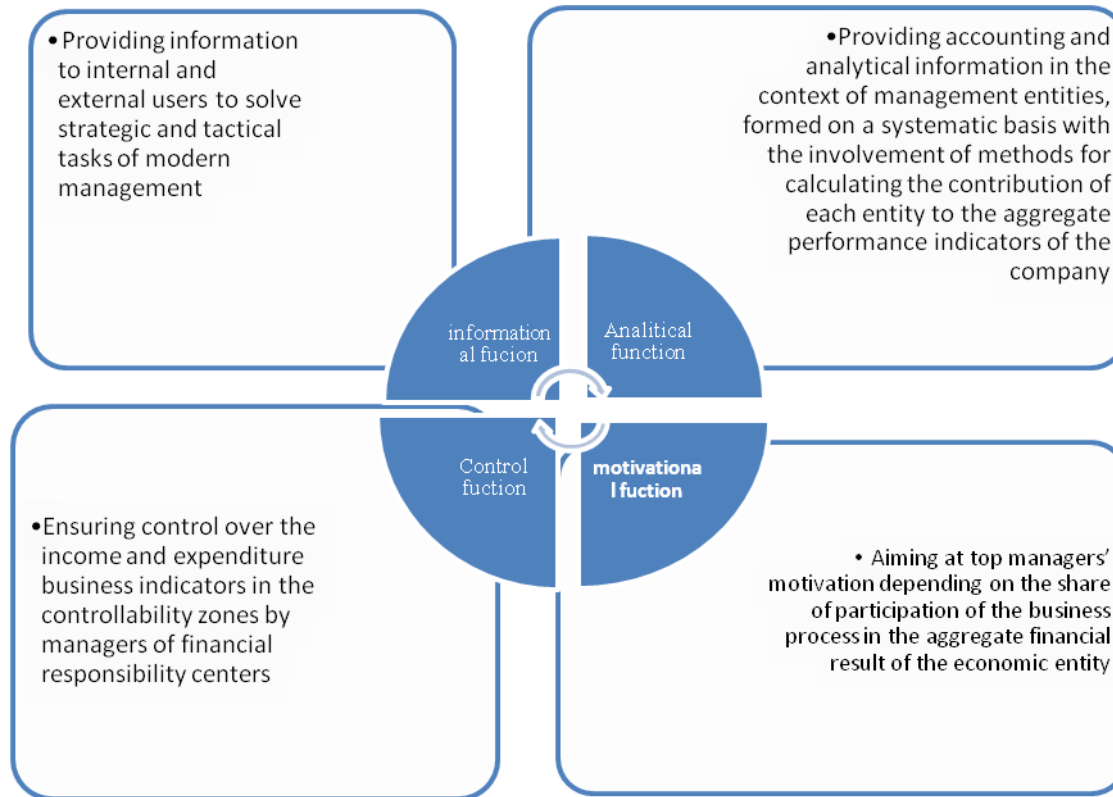 •Providing information
to internal and
external users to solve
strategic and tactical
tasks of modern
management
•Providing accounting and
analytical information in the
context of management entities,
formed on a systematic basis with
the involvement of methods for
calculating the contribution of
each entity to the aggregate
performance indicators of the
company
information
al fucion
Analitical
function
Control
fuction
motivationa
l fuction
•Ensuring control over the
income and expenditure
business indicators in the
controllability zones by
managers of financial
responsibility centers
• Aiming at top managers’
motivation depending on the share
of participation of the business
process in the aggregate financial
result of the economic entity